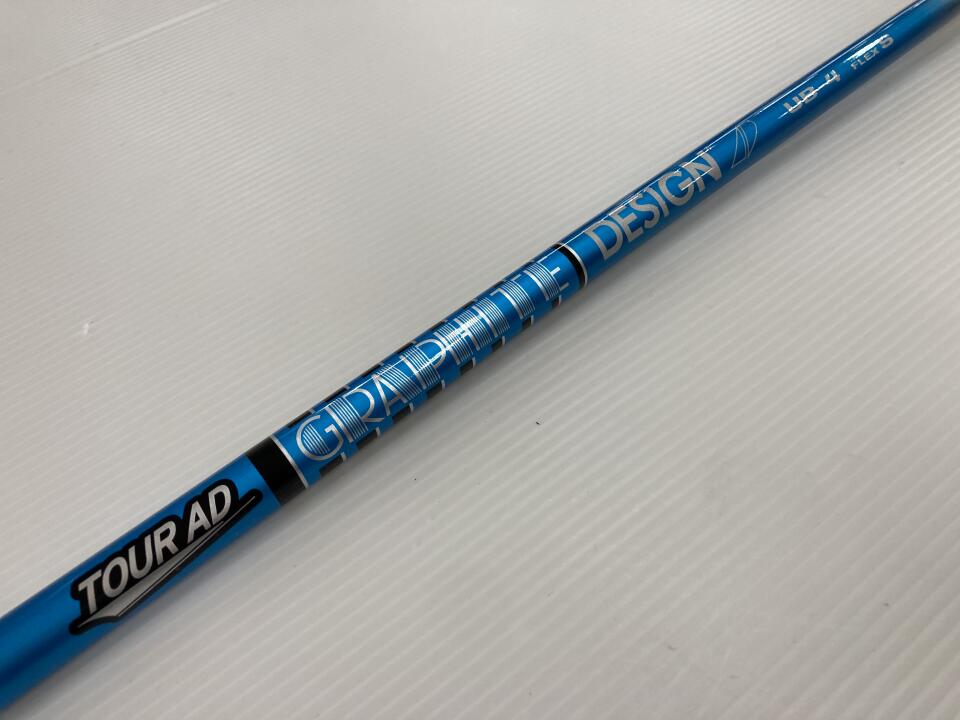 TOUR AD
GRAPHITE
DESIGN
UB 4 FLEX S